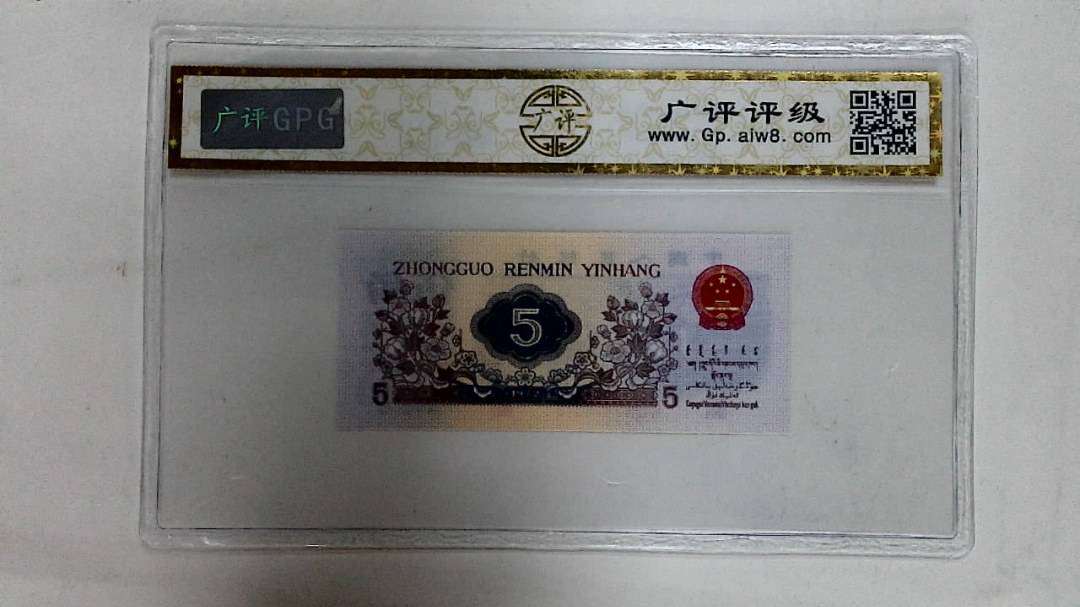 广评GPG
广评
广评评级
www. Gp. aiw8. com
ZHONGGUO RENMIN YINHANG
5
5
5